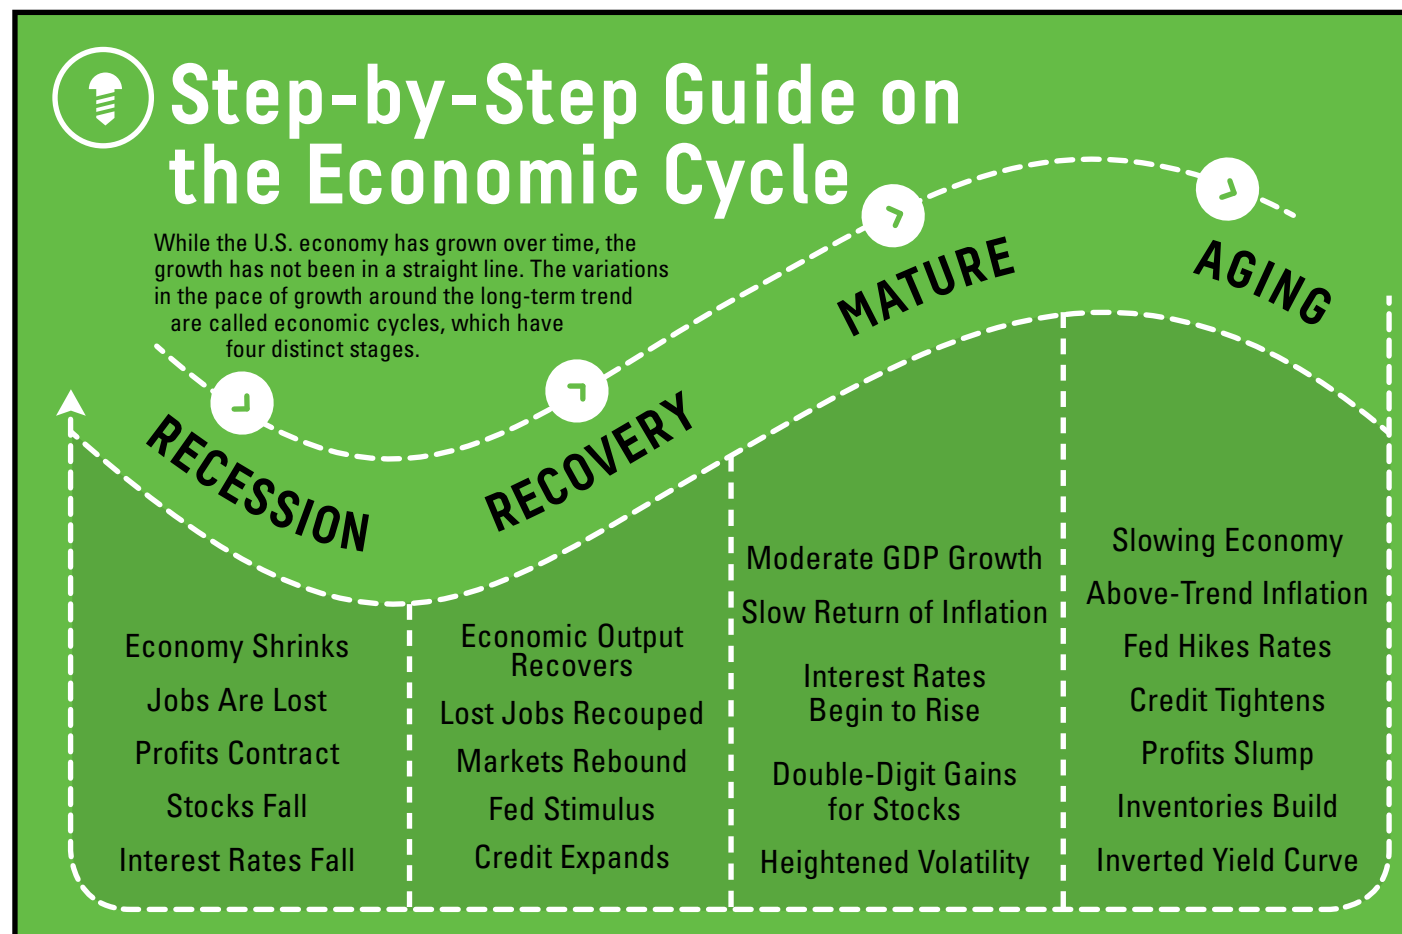 Step-by-Step Guide on
the Economic Cycle
While the U.S. economy has grown over time, the
growth has not been in a straight line. The variations
in the pace of growth around the long-term trend
are called economic cycles, which have
four distinct stages.
RECESSION
RECOVERY
MATURE
AGING
Economy Shrinks
Jobs Are Lost
Profits Contract
Stocks Fall
Interest Rates Fall
Economic Output
Recovers
Lost Jobs Recouped
Markets Rebound
Fed Stimulus
Credit Expands
Moderate GDP Growth
Slow Return of Inflation
Interest Rates
Begin to Rise
Double-Digit Gains
for Stocks
Heightened Volatility
Slowing Economy
Above-Trend Inflation
Fed Hikes Rates
Credit Tightens
Profits Slump
Inventories Build
Inverted Yield Curve